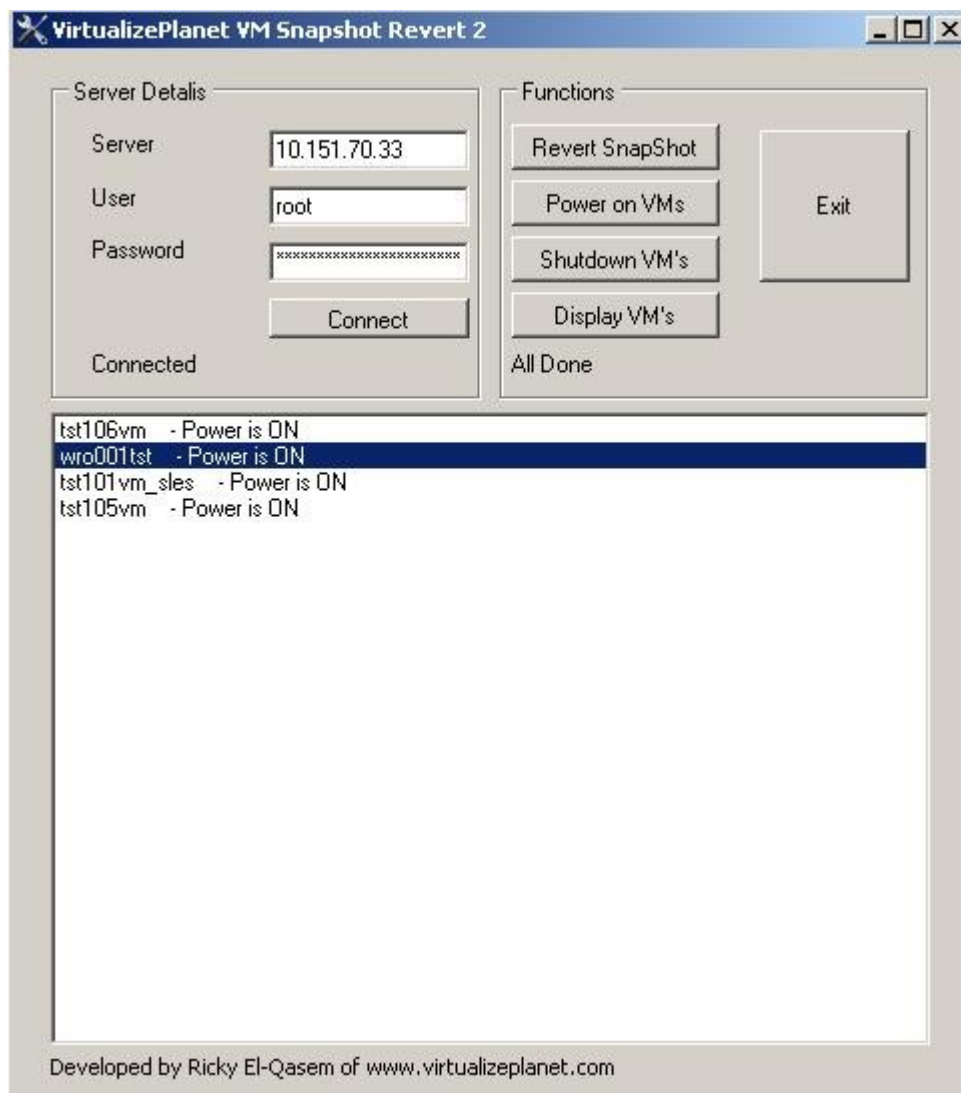 VirtualizePlanet VM Snapshot Revert 2
Server Detalis
Server
10.151.70.33
User
root
Password
***********************
Connect
Connected
Functions
Revert SnapShot
Power on VMs
Shutdown VM's
Display VM's
Exit
All Done
tst106vm - Power is ON
wro001tst - Power is ON
tst101vm_sles - Power is ON
tst105vm - Power is ON
Developed by Ricky El-Qasem of www.virtualizeplanet.com